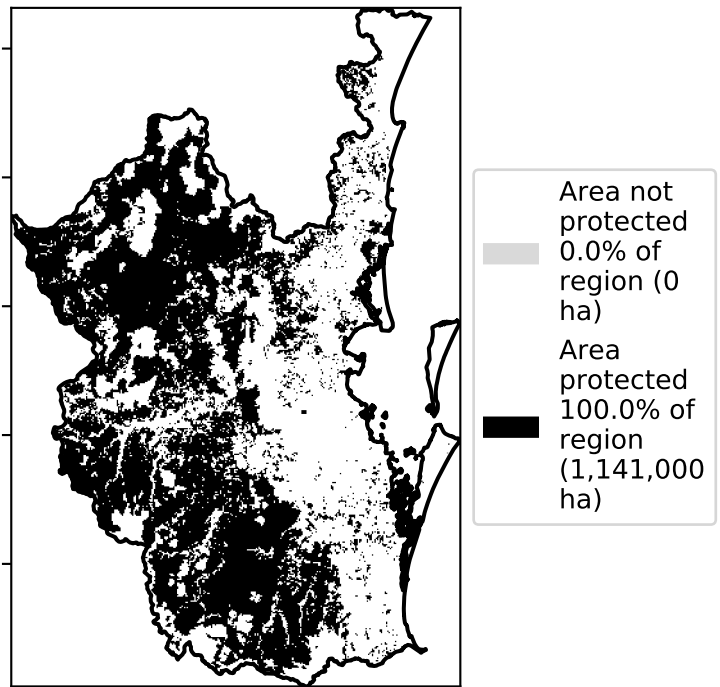 Area not
protected
0.0% of
region (0
ha)
Area
protected
100.0% of
region
(1,141,000
ha)